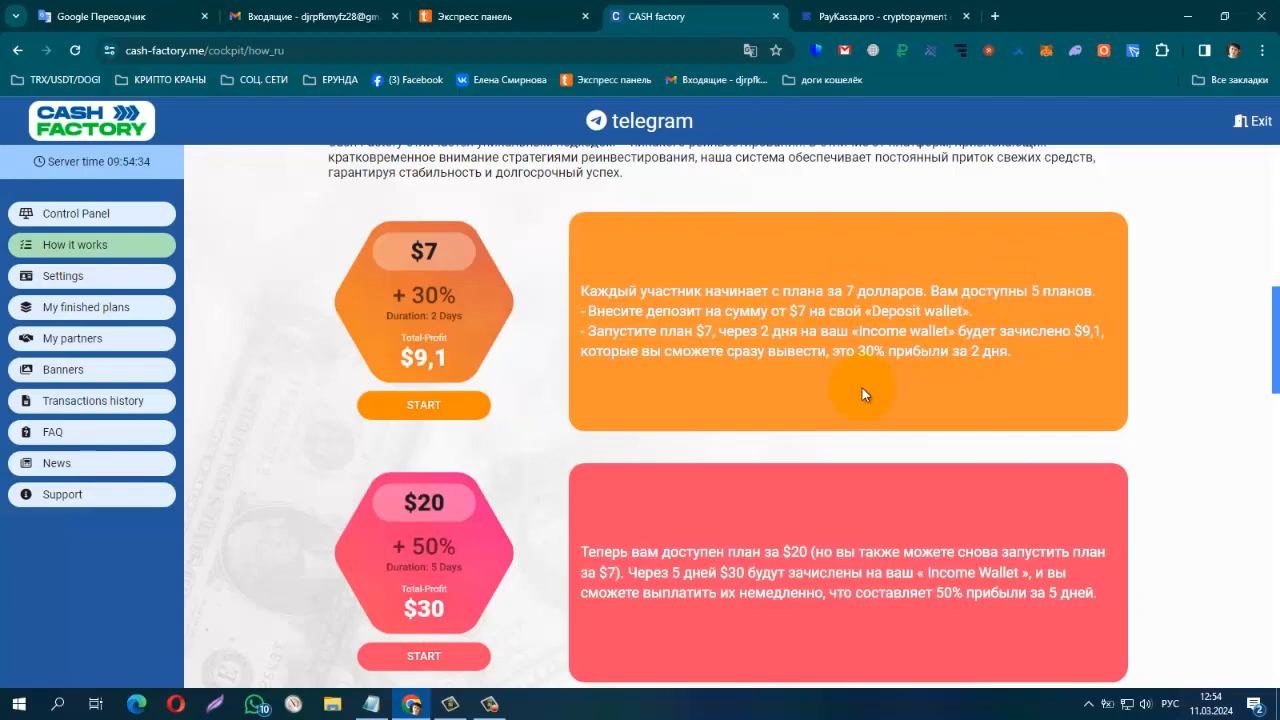 Google Переводчик
Входящие - djrpfkmyfz28@gm
Экспресс панель
CASH factory
PayKassa.pro - cryptopayment
cash-factory.me/cockpit/how_ru
TRX/USDT/DOGI
КРИПТО КРАНЫ
СОЦ. СЕТИ
ЕРУНДА
(3) Facebook
Елена Смирнова
Экспресс панель
Входящие - djrpfk...
доги кошелёк
Все закладки
CASH
FACTORY
telegram
Exit
Server time 09:54:34
Control Panel
How it works
Settings
My finished plans
My partners
Banners
Transactions history
FAQ
News
Support
кратковременное внимание стратегиями реинвестирования, наша система обеспечивает постоянный приток свежих средств,
гарантируя стабильность и долгосрочный успех.
$7
+ 30%
Duration: 2 Days
Total-Profit
$9,1
START
Каждый участник начинает с плана за 7 долларов. Вам доступны 5 планов.
- Внесите депозит на сумму от $7 на свой «Deposit wallet».
- Запустите план $7, через 2 дня на ваш «Income wallet» будет зачислено $9,1,
которые вы сможете сразу вывести, это 30% прибыли за 2 дня.
$20
+ 50%
Duration: 5 Days
Total-Profit
$30
START
Теперь вам доступен план за $20 (но вы также можете снова запустить план
за $7). Через 5 дней $30 будут зачислены на ваш « Income Wallet », и вы
сможете выплатить их немедленно, что составляет 50% прибыли за 5 дней.
10
РУС
12:54
11.03.2024
2